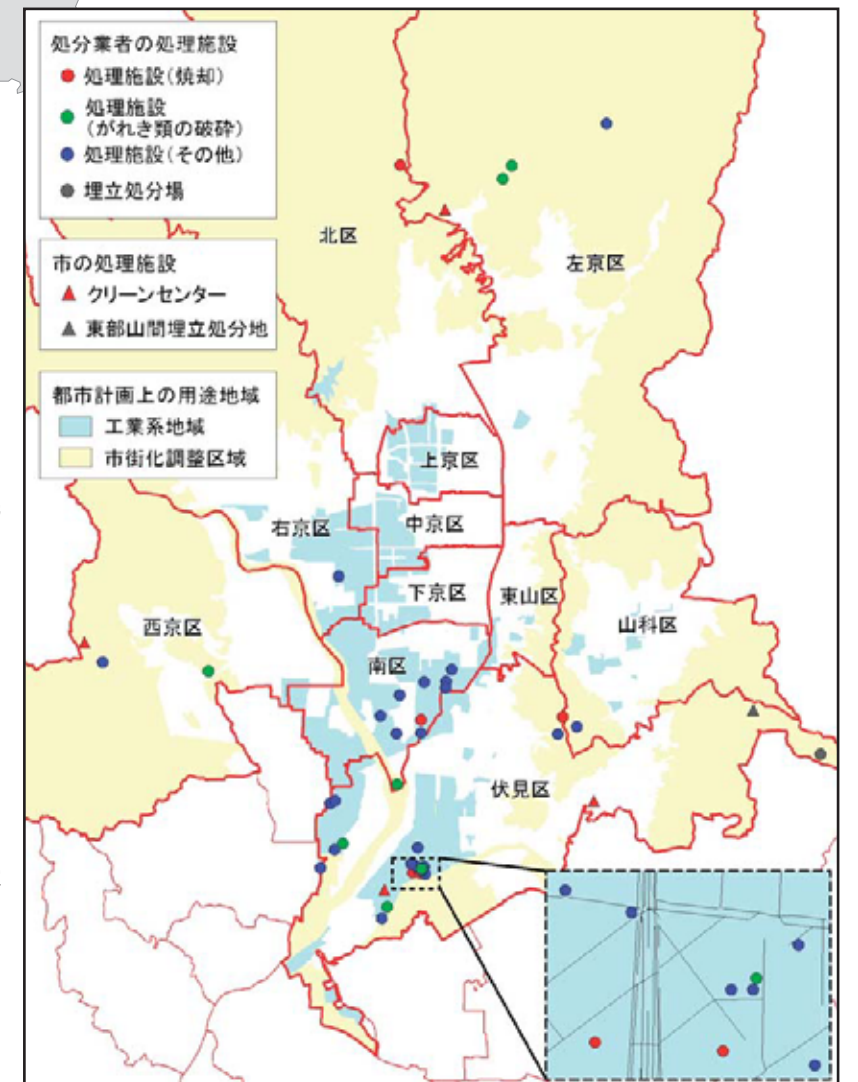 処分業者の処理施設
処理施設(焼却)
処理施設
(がれき類の破砕)
処理施設(その他)
埋立処分場
市の処理施設
クリーンセンター
東部山間埋立処分地
都市計画上の用途地域
工業系地域
市街化調整区域
北区
左京区
上京区
右京区
中京区
下京区
東山区
西京区
山科区
南区
伏見区